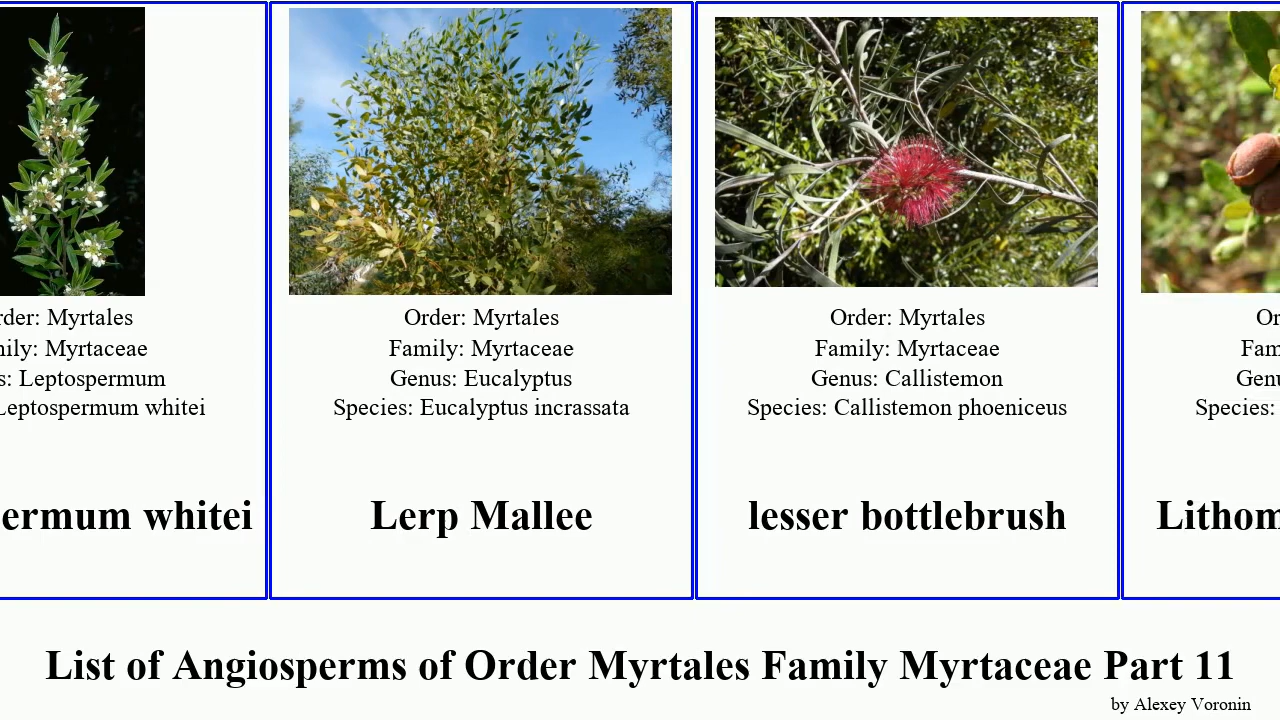 rder: Myrtales
nily: Myrtaceae
s: Leptospermum
Leptospermum whitei
ermum whitei
Order: Myrtales
Family: Myrtaceae
Genus: Eucalyptus
Species: Eucalyptus incrassata
Lerp Mallee
Order: Myrtales
Family: Myrtaceae
Genus: Callistemon
Species: Callistemon phoeniceus
lesser bottlebrush
Or
Fam
Genu
Species:
Lithom
List of Angiosperms of Order Myrtales Family Myrtaceae Part 11
by Alexey Voronin